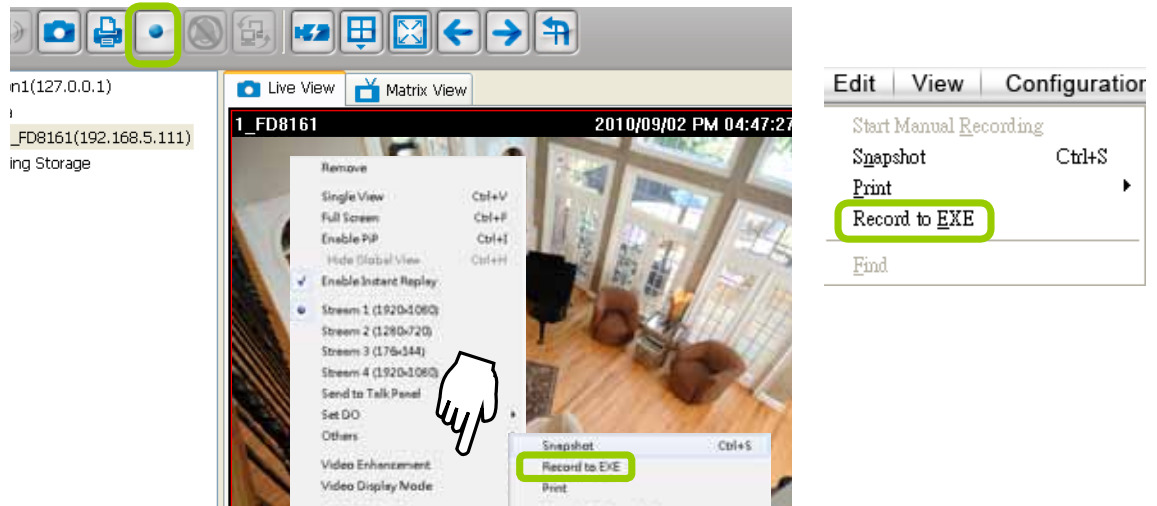 n1(127.0.0.1)
_FD8161(192.168.5.111)
ing Storage
Live View
Matrix View
1_FD8161
2010/09/02 PM 04:47:27
Remove
Single View Ctrl+V
Full Screen Ctrl+F
Enable PiP Ctrl+I
Hide Global View Ctrl+H
Enable Instant Replay
Stream 1 (1920x1080)
Stream 2 (1280x720)
Stream 3 (176x144)
Stream 4 (1920x1080)
Send to Talk Panel
Set DO
Others
Video Enhancement
Video Display Mode
Snapshot Ctrl+S
Record to EXE
Print
Edit View Configuration
Start Manual Recording
Snapshot Ctrl+S
Print
Record to EXE
Find